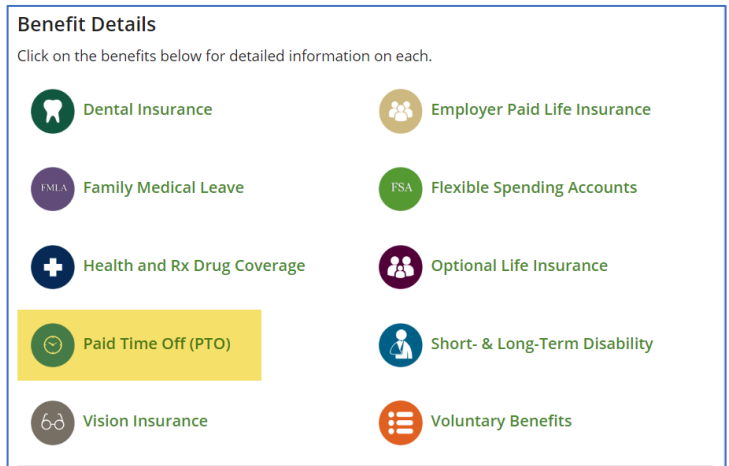 Benefit Details
Click on the benefits below for detailed information on each.
Dental Insurance
Employer Paid Life Insurance
FMLA Family Medical Leave
FSA Flexible Spending Accounts
Health and Rx Drug Coverage
Optional Life Insurance
Paid Time Off (PTO)
Short- & Long-Term Disability
Vision Insurance
Voluntary Benefits